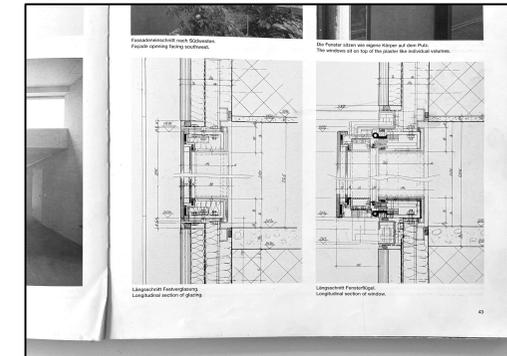 Fassadeneinschnitt nach Südwesten.
Façade opening facing southwest.
Die Fenster sitzen wie eigene Körper auf dem Putz.
The windows sit on top of the plaster like individual volumes.
Längsschnitt Festverglasung.
Longitudinal section of glazing.
Längsschnitt Fensterflügel.
Longitudinal section of window.
43